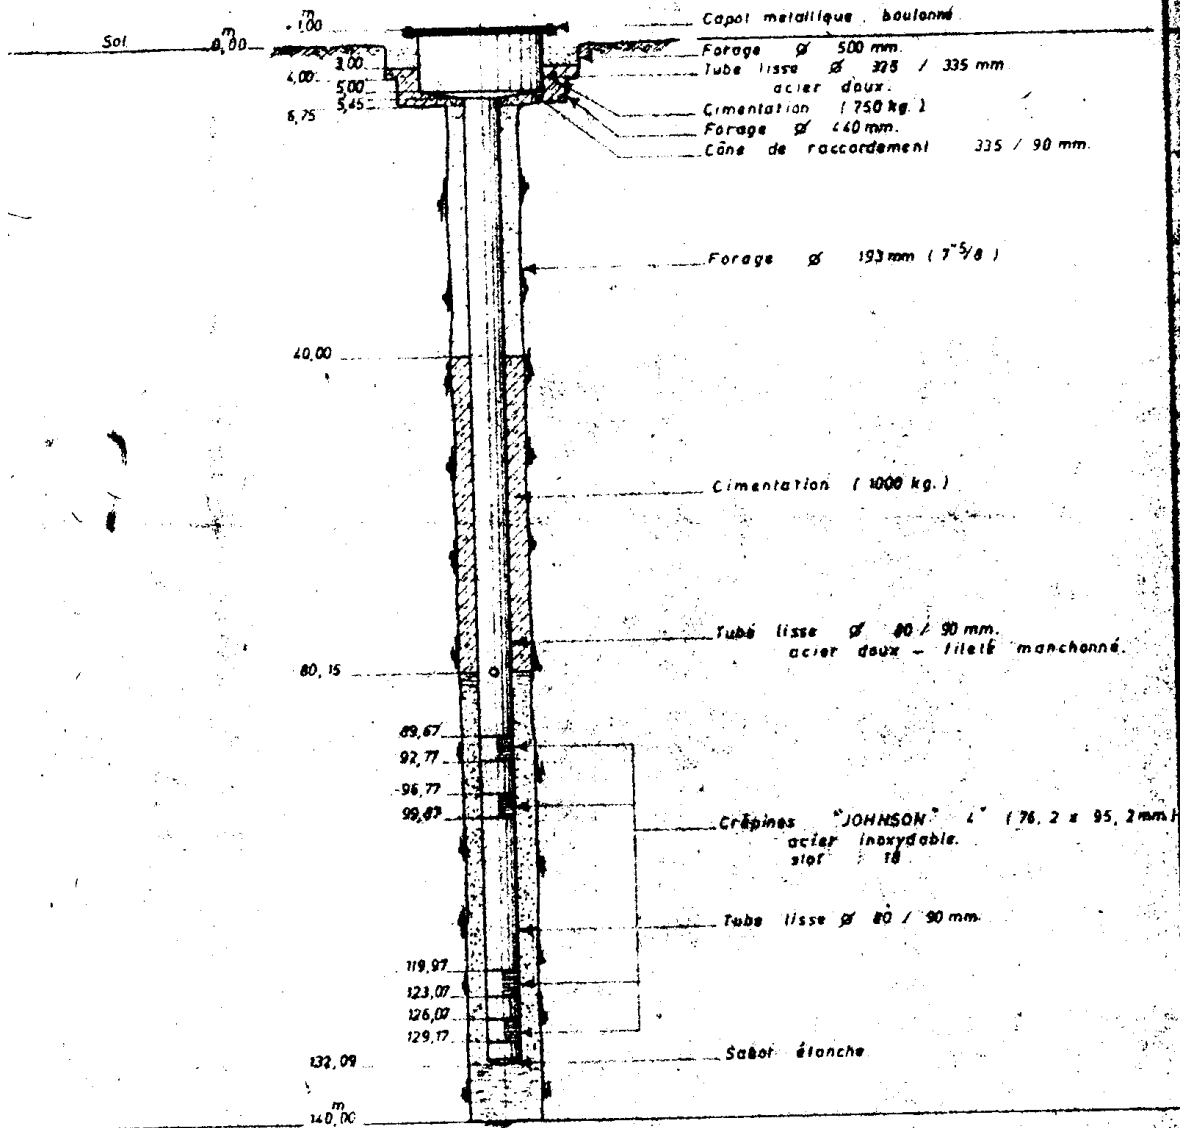 m
+ 1,00
Capot metallique boulonné
Sol
m
0,00
Forage Ø 500 mm.
3,00
Tube lisse Ø 325 / 335 mm
4,00
acier doux.
5,00
Cimentation ( 750 kg. )
5,45
6,75
Forage Ø 440 mm.
Cône de raccordement 335 / 90 mm.
Forage Ø 193 mm ( 7" 5/8 )
40,00
Cimentation ( 1000 kg. )
Tube lisse Ø 80 / 90 mm.
acier doux - fileté manchonné.
80,15
89,67
92,77
96,77
99,87
Crépines "JOHNSON" 4" ( 76,2 x 95,2 mm )
acier inoxydable.
slot : 18
Tube lisse Ø 80 / 90 mm
119,97
123,07
126,07
129,17
Sabot étanche
132,09
m
140,00